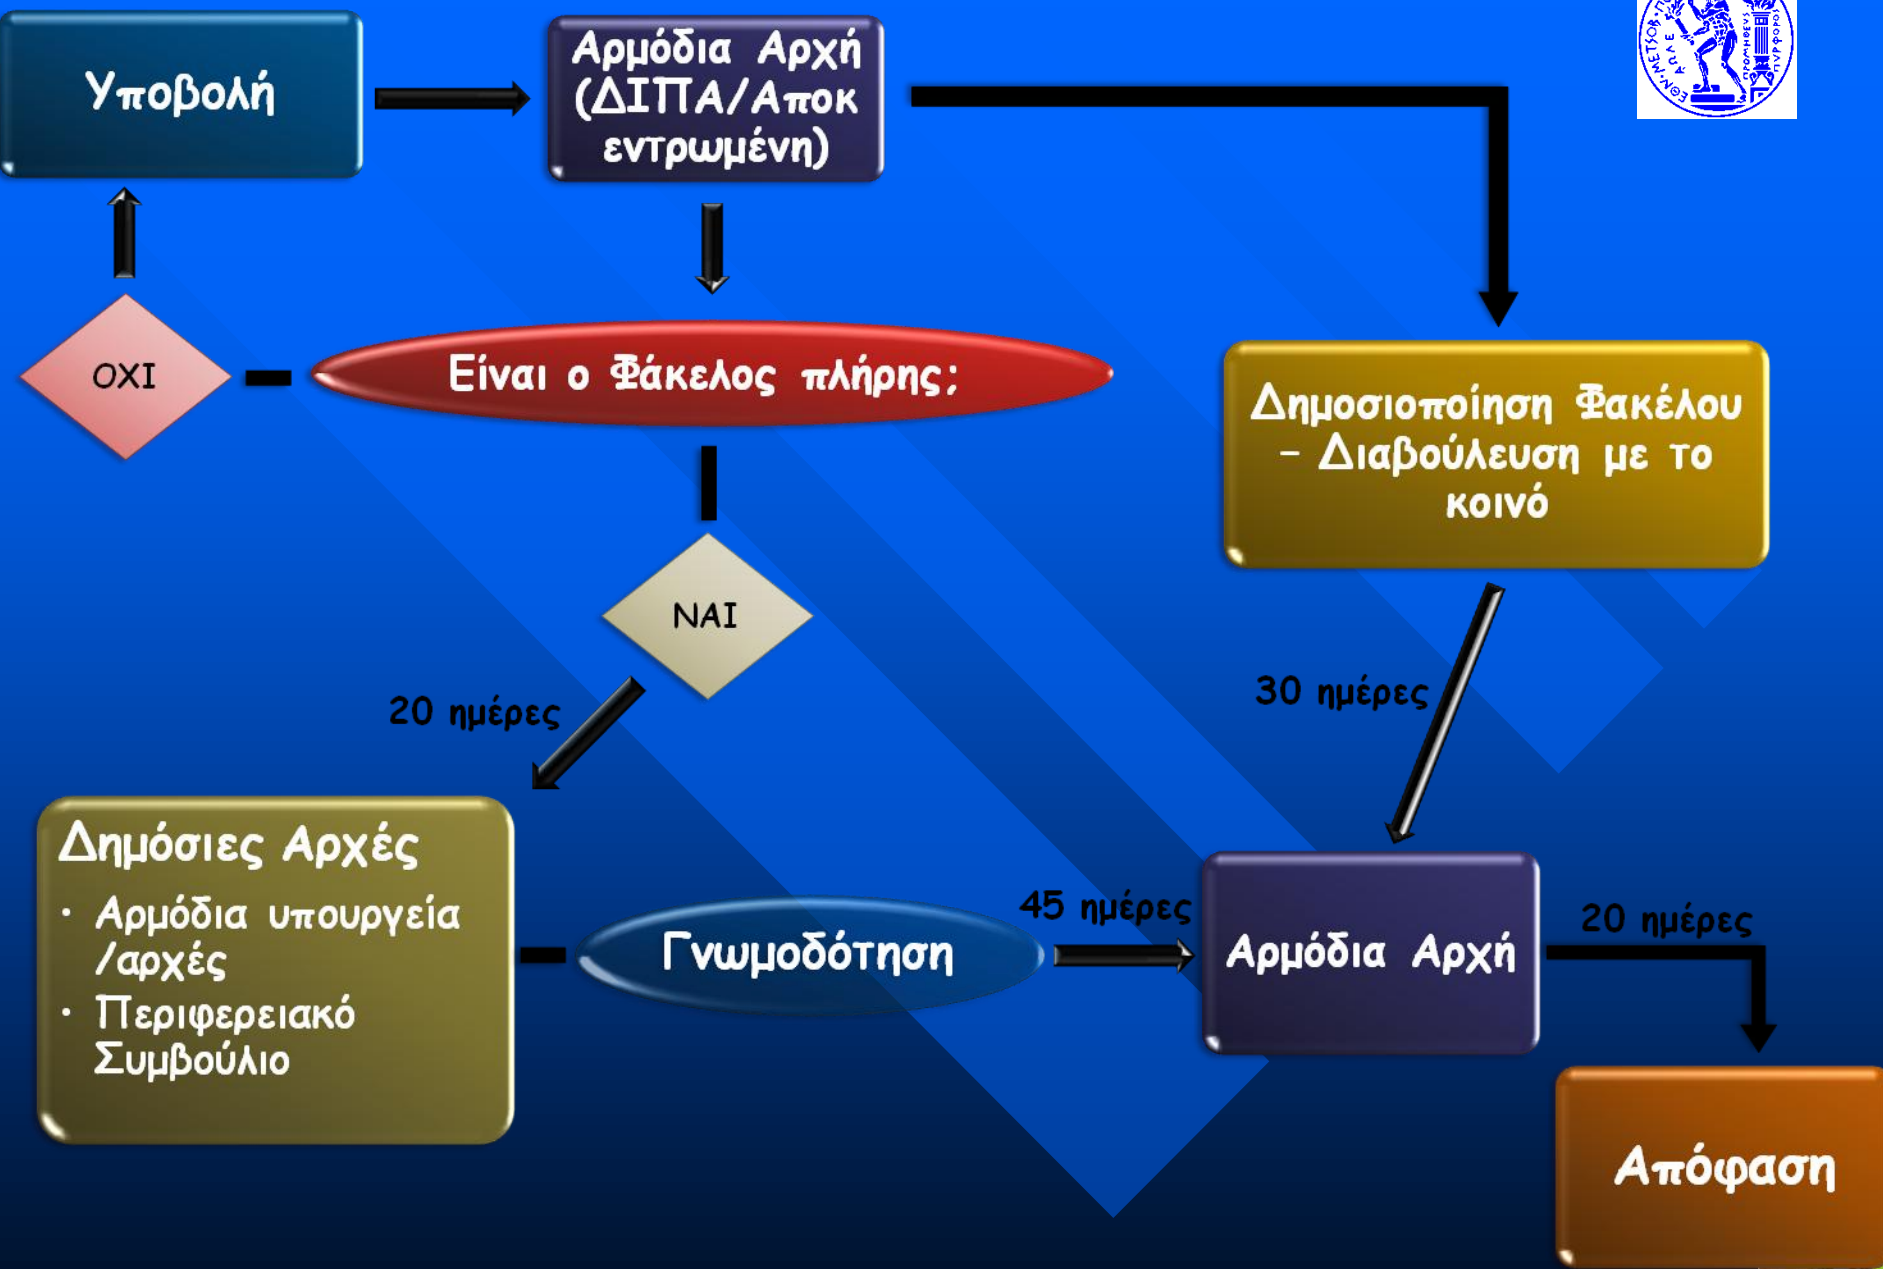 Υποβολή
Αρμόδια Αρχή
(ΔΙΠΑ/Αποκ
εντρωμένη)
ΟΧΙ
Είναι ο Φάκελος πλήρης;
Δημοσιοποίηση Φακέλου
– Διαβούλευση με το
κοινό
ΝΑΙ
20 ημέρες
30 ημέρες
Δημόσιες Αρχές
• Αρμόδια υπουργεία
/αρχές
• Περιφερειακό
Συμβούλιο
Γνωμοδότηση
45 ημέρες
Αρμόδια Αρχή
20 ημέρες
Απόφαση